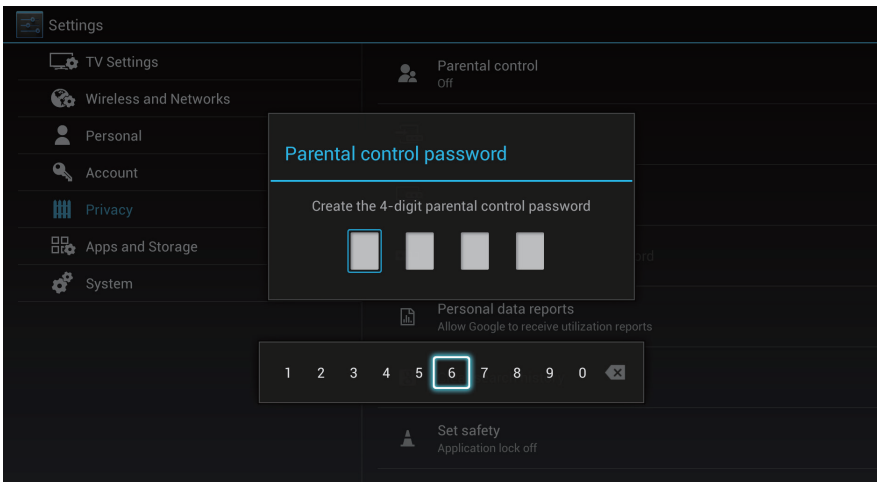 Settings
TV Settings
Wireless and Networks
Personal
Account
Privacy
Apps and Storage
System
Parental control
Off
Parental control password
Create the 4-digit parental control password
ord
Personal data reports
Allow Google to receive utilization reports
1 2 3 4 5 6 7 8 9 0
Set safety
Application lock off